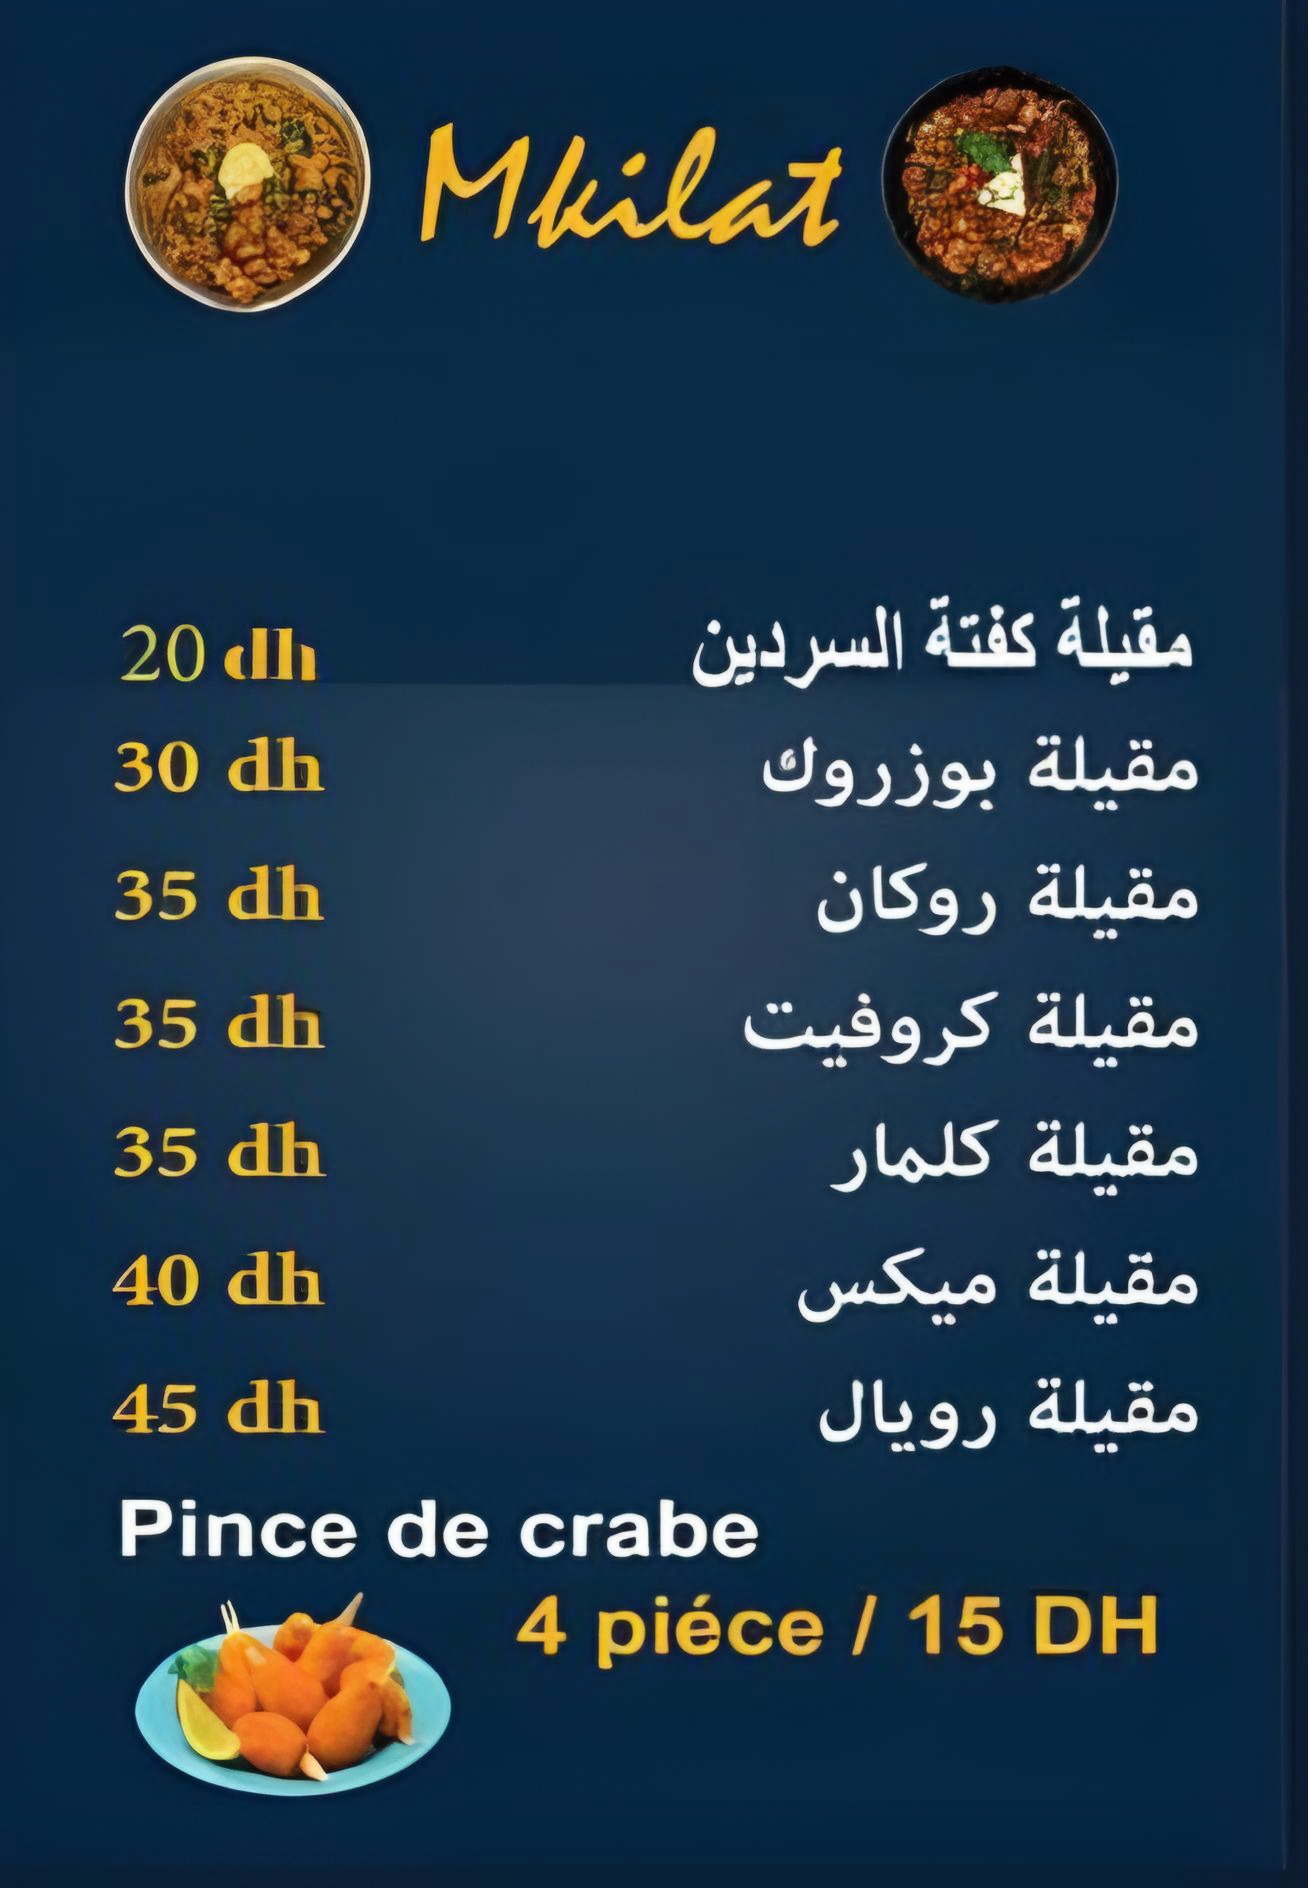 Mkilat
مقيلة كفتة السردين 20 dh
مقيلة بوزروك 30 dh
مقيلة روكان 35 dh
مقيلة كروفيت 35 dh
مقيلة كلمار 35 dh
مقيلة ميكس 40 dh
مقيلة رويال 45 dh
Pince de crabe
4 piéce / 15 DH